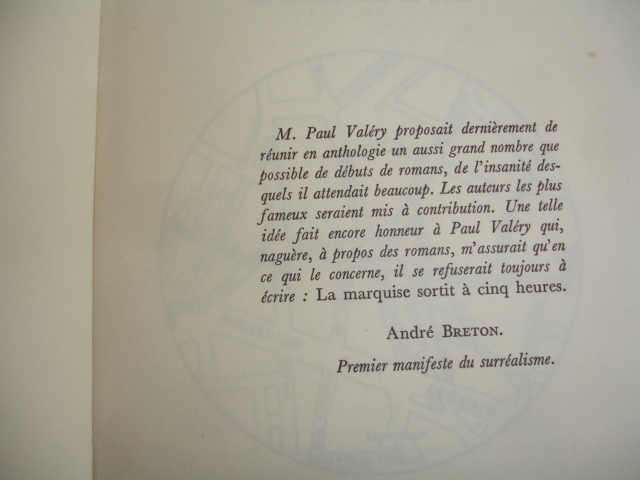 M. Paul Valéry proposait dernièrement de
réunir en anthologie un aussi grand nombre que
possible de débuts de romans, de l'insanité des-
quels il attendait beaucoup. Les auteurs les plus
fameux seraient mis à contribution. Une telle
idée fait encore honneur à Paul Valéry qui,
naguère, à propos des romans, m'assurait qu'en
ce qui le concerne, il se refuserait toujours à
écrire : La marquise sortit à cinq heures.
André BRETON.
Premier manifeste du surréalisme.